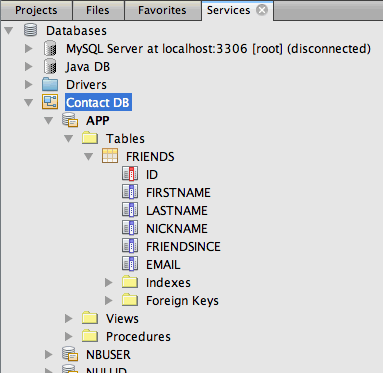 Projects Files Favorites Services
Databases
MySQL Server at localhost:3306 [root] (disconnected)
Java DB
Drivers
Contact DB
APP
Tables
FRIENDS
ID
FIRSTNAME
LASTNAME
NICKNAME
FRIENDSINCE
EMAIL
Indexes
Foreign Keys
Views
Procedures
NBUSER